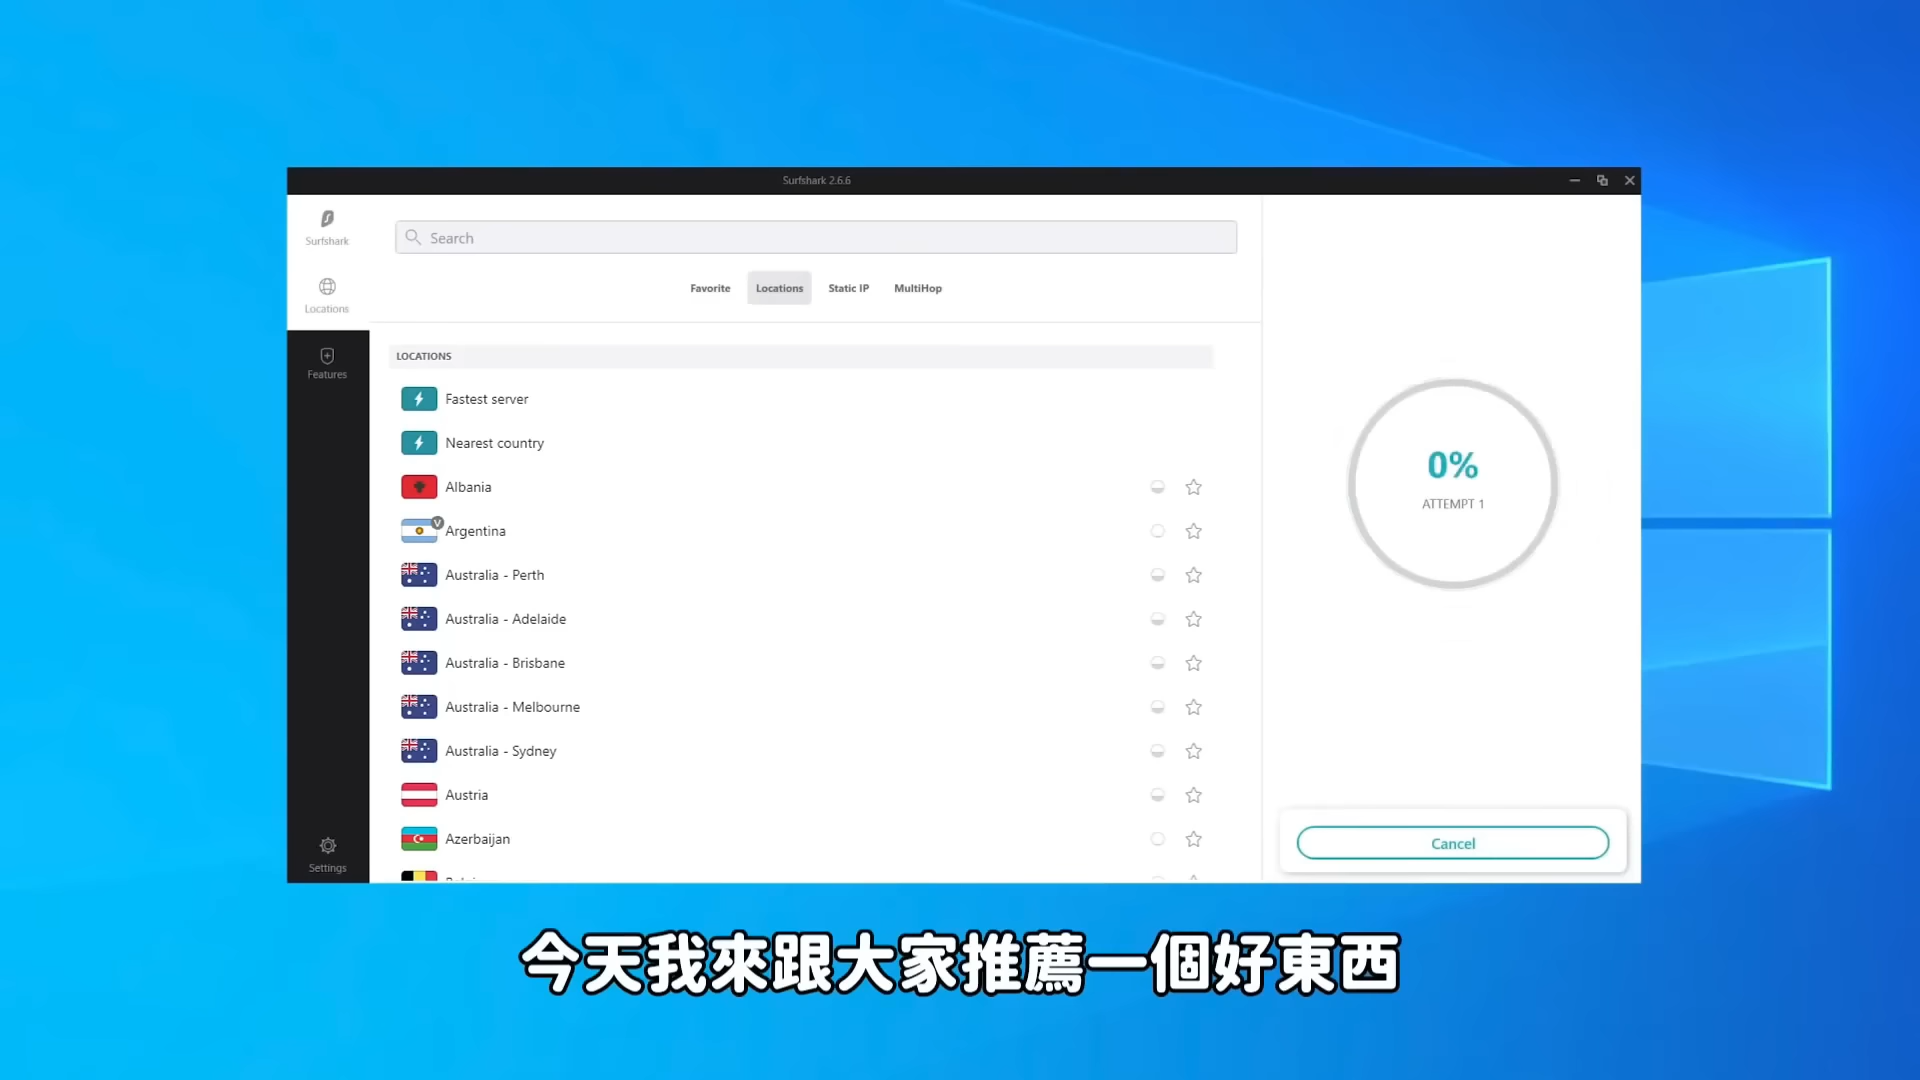 Surfshark 2.6.6
Surfshark
Search
Locations
Favorite
Locations
Static IP
MultiHop
Features
LOCATIONS
Fastest server
Nearest country
Albania
V
Argentina
Australia - Perth
Australia - Adelaide
Australia - Brisbane
Australia - Melbourne
Australia - Sydney
Austria
Azerbaijan
Settings
0%
ATTEMPT 1
Cancel
今天我來跟大家推薦一個好東西